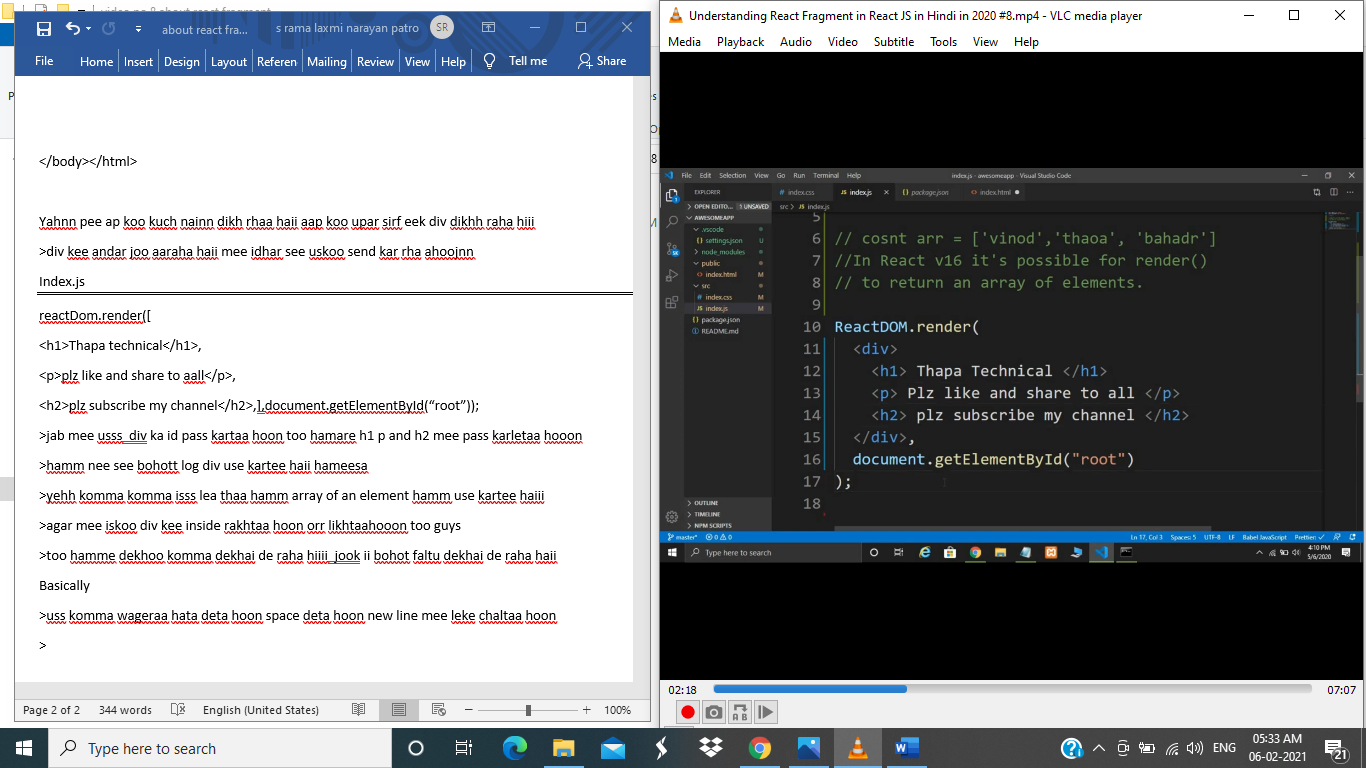 video no 8 about react fragment
about react fra...
s rama laxmi narayan patro
SR
File Home Insert Design Layout Referen Mailing Review View Help Tell me Share
</body></html>
Yahnn pee ap koo kuch nainn dikh rhaa haii aap koo upar sirf eek div dikhh raha hiii
>div kee andar joo aaraha haii mee idhar see uskoo send kar rha ahoojnn
Index.js
reactDom.render([
<h1>Thapa technical</h1>,
<p>plz like and share to aall</p>,
<h2>plz subscribe my channel</h2>,],document.getElementById(“root”));
>jab mee usss div ka id pass kartaa hoon too hamare h1 p and h2 mee pass karletaa hooon
>hamm nee see bohott log div use kartee haii hameesa
>yehh komma komma isss lea thaa hamm array of an element hamm use kartee haiii
>agar mee iskoo div kee inside rakhtaa hoon orr likhtaahooon too guys
>too hamme dekhoo komma dekhai de raha hiiii jook ii bohot faltu dekhai de raha haii
Basically
>uss komma wageraa hata deta hoon space deta hoon new line mee leke chaltaa hoon
>
Page 2 of 2 344 words English (United States) 100%
Understanding React Fragment in React JS in Hindi in 2020 #8.mp4 - VLC media player
Media Playback Audio Video Subtitle Tools View Help
File Edit Selection View Go Run Terminal Help
index.js - awesomeapp - Visual Studio Code
EXPLORER
OPEN EDITO... 1 UNSAVED
AWESOMEAPP
.vscode
settings.json U
node_modules
public
index.html M
src
index.css M
index.js M
package.json
README.md
OUTLINE
TIMELINE
NPM SCRIPTS
index.css index.js package.json index.html
src > index.js
5
6 // cosnt arr = ['vinod','thaoa', 'bahadr']
7 //In React v16 it's possible for render()
8 // to return an array of elements.
9
10 ReactDOM.render(
11 <div>
12 <h1> Thapa Technical </h1>
13 <p> Plz like and share to all </p>
14 <h2> plz subscribe my channel </h2>
15 </div>,
16 document.getElementById("root")
17 );
18
master* 0 0 Ln 17, Col 3 Spaces: 5 UTF-8 LF Babel JavaScript Prettier: ✓
Type here to search
4:10 PM
5/6/2020
02:18
07:07
Type here to search
ENG
05:33 AM
06-02-2021
21